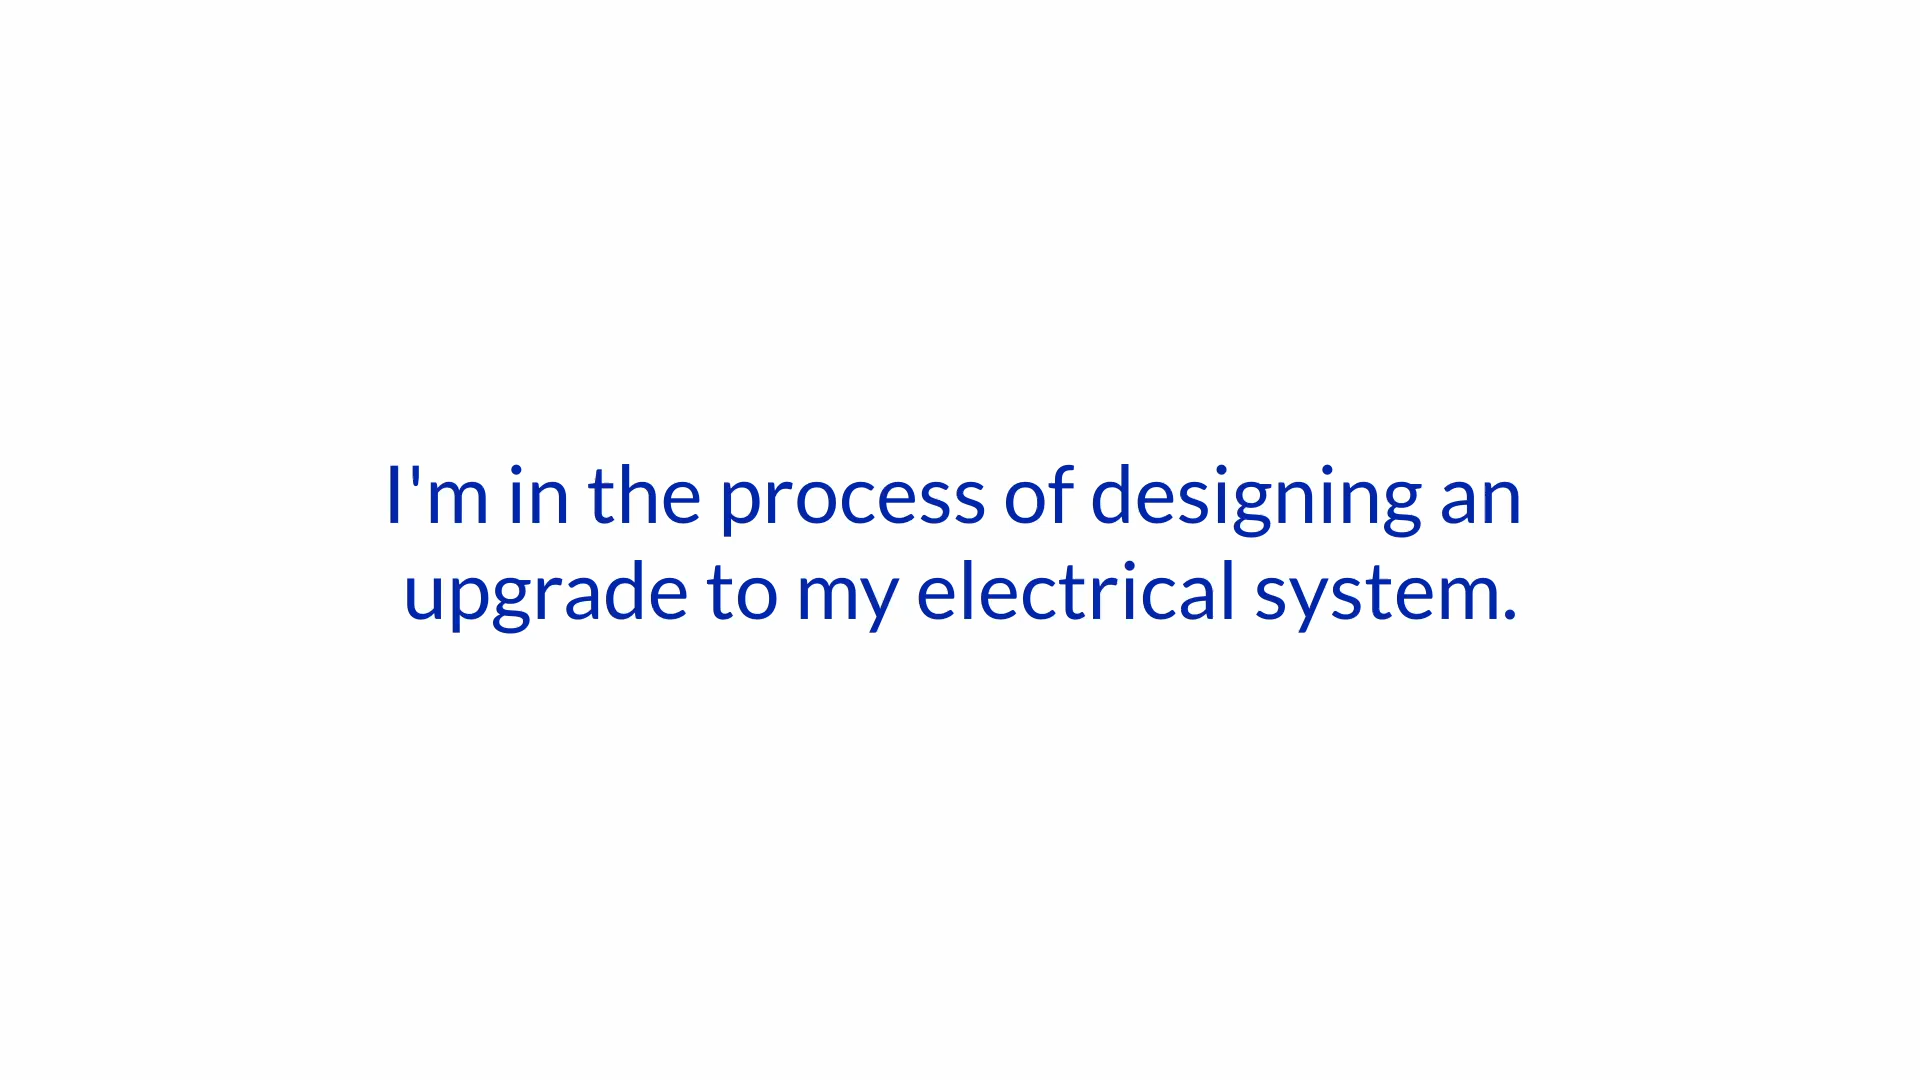 I'm in the process of designing an
upgrade to my electrical system.